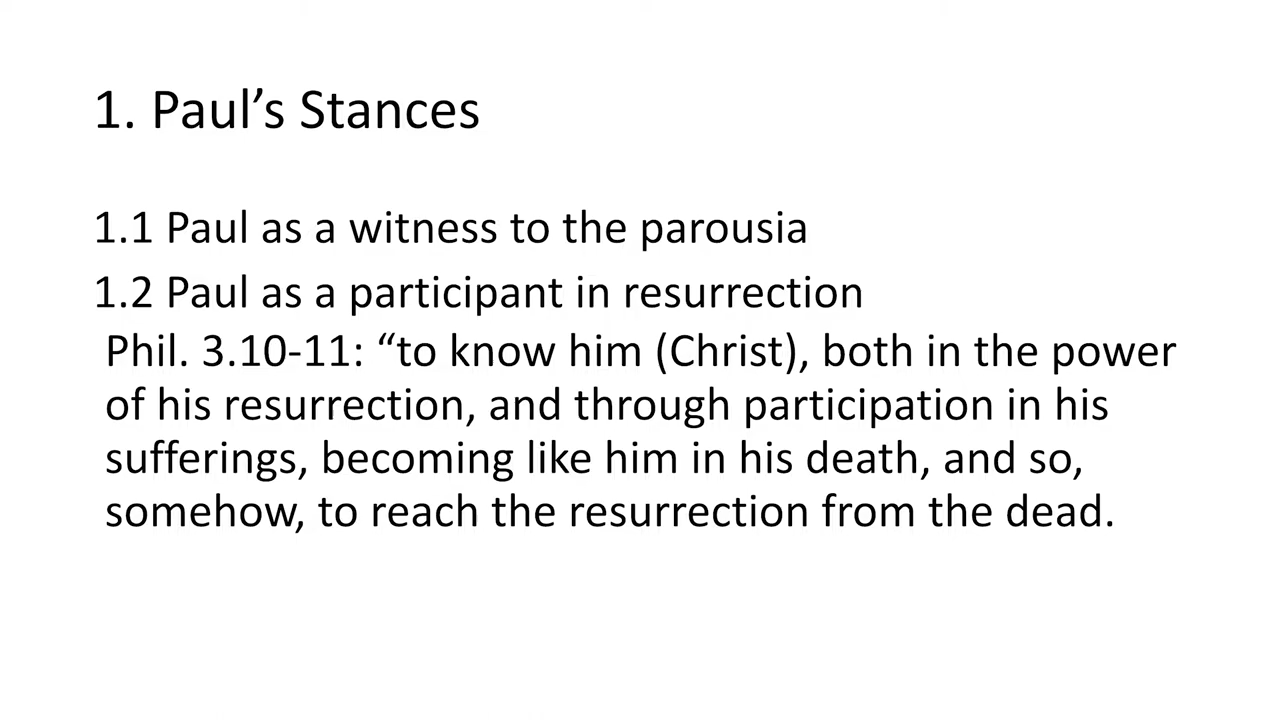 1. Paul’s Stances
1.1 Paul as a witness to the parousia
1.2 Paul as a participant in resurrection
Phil. 3.10-11: “to know him (Christ), both in the power
of his resurrection, and through participation in his
sufferings, becoming like him in his death, and so,
somehow, to reach the resurrection from the dead.